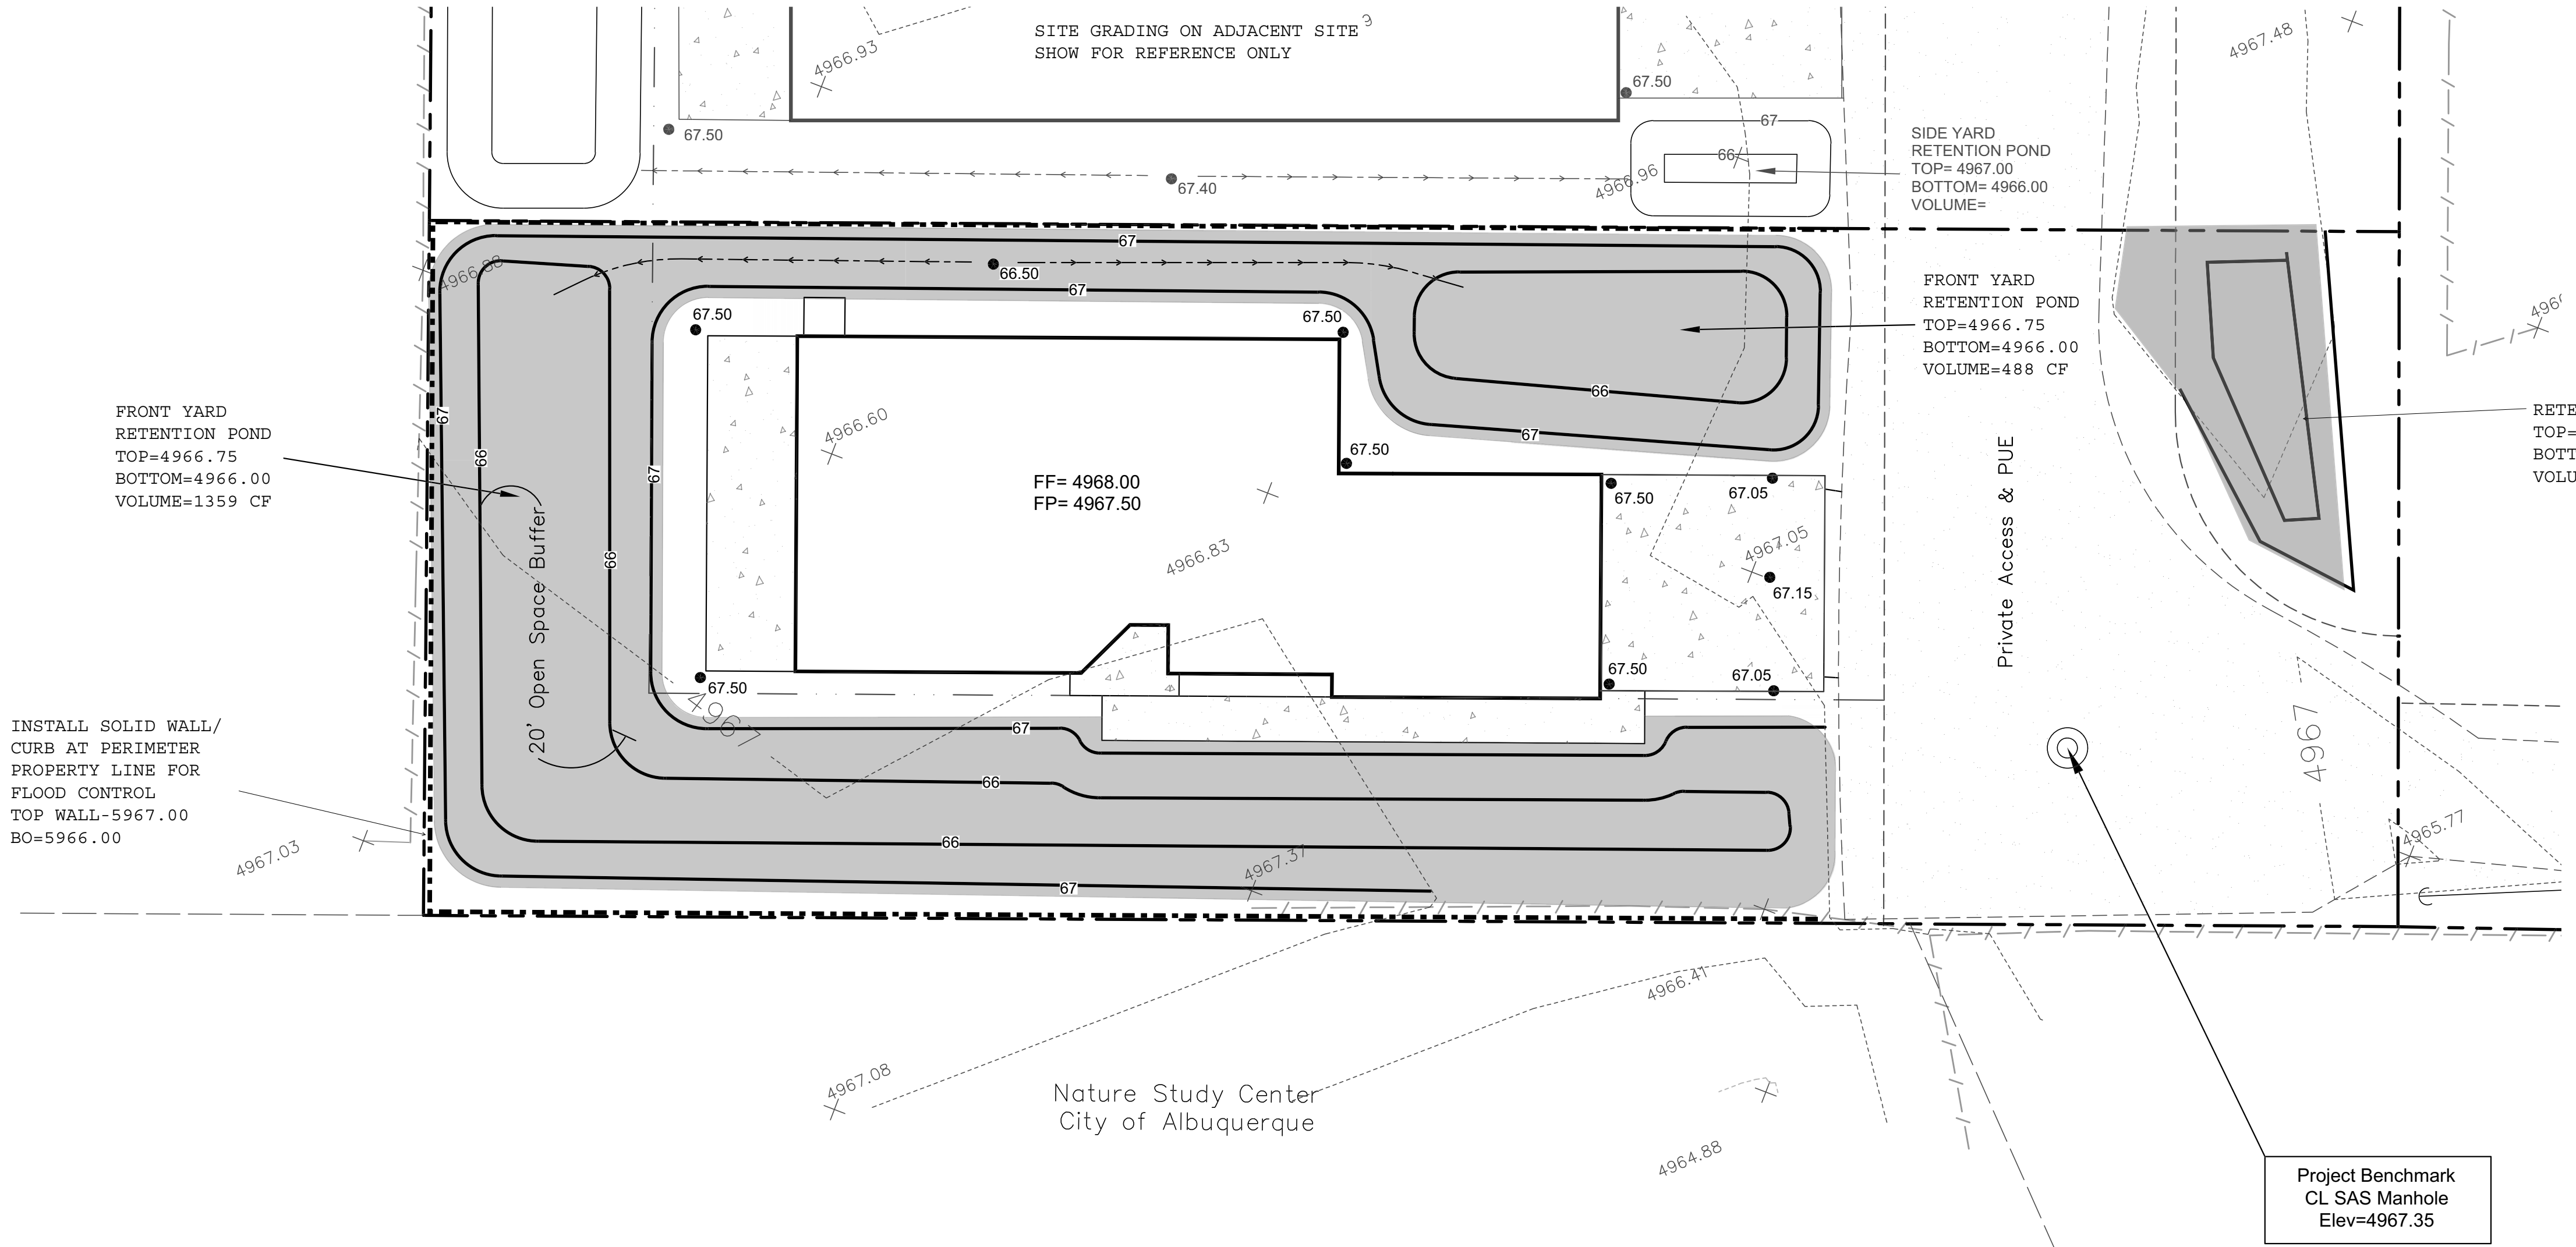 SITE GRADING ON ADJACENT SITE
SHOW FOR REFERENCE ONLY
9
4966.93
67.50
67.50
67.40
4966.96
67
66
SIDE YARD
RETENTION POND
TOP= 4967.00
BOTTOM= 4966.00
VOLUME=
4967.48
4966.88
67
66.50
67
67.50
67.50
FRONT YARD
RETENTION POND
TOP=4966.75
BOTTOM=4966.00
VOLUME=488 CF
66
67
FRONT YARD
RETENTION POND
TOP=4966.75
BOTTOM=4966.00
VOLUME=1359 CF
67
66
67
66
20' Open Space Buffer
4966.60
FF= 4968.00
FP= 4967.50
4966.83
67.50
67.50
67.05
4967.05
67.15
67.50
67.05
Private Access & PUE
RETE
TOP=
BOTT
VOLU
INSTALL SOLID WALL/
CURB AT PERIMETER
PROPERTY LINE FOR
FLOOD CONTROL
TOP WALL-5967.00
BO=5966.00
67.50
4967
67
66
66
67
4967.03
4967.37
4967
4965.77
4966.41
4967.08
Nature Study Center
City of Albuquerque
4964.88
Project Benchmark
CL SAS Manhole
Elev=4967.35